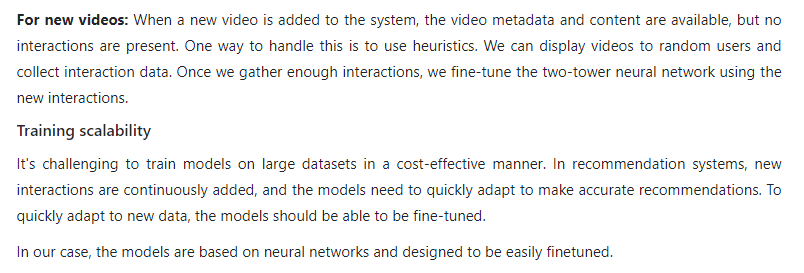 For new videos: When a new video is added to the system, the video metadata and content are available, but no
interactions are present. One way to handle this is to use heuristics. We can display videos to random users and
collect interaction data. Once we gather enough interactions, we fine-tune the two-tower neural network using the
new interactions.
Training scalability
It's challenging to train models on large datasets in a cost-effective manner. In recommendation systems, new
interactions are continuously added, and the models need to quickly adapt to make accurate recommendations. To
quickly adapt to new data, the models should be able to be fine-tuned.
In our case, the models are based on neural networks and designed to be easily finetuned.